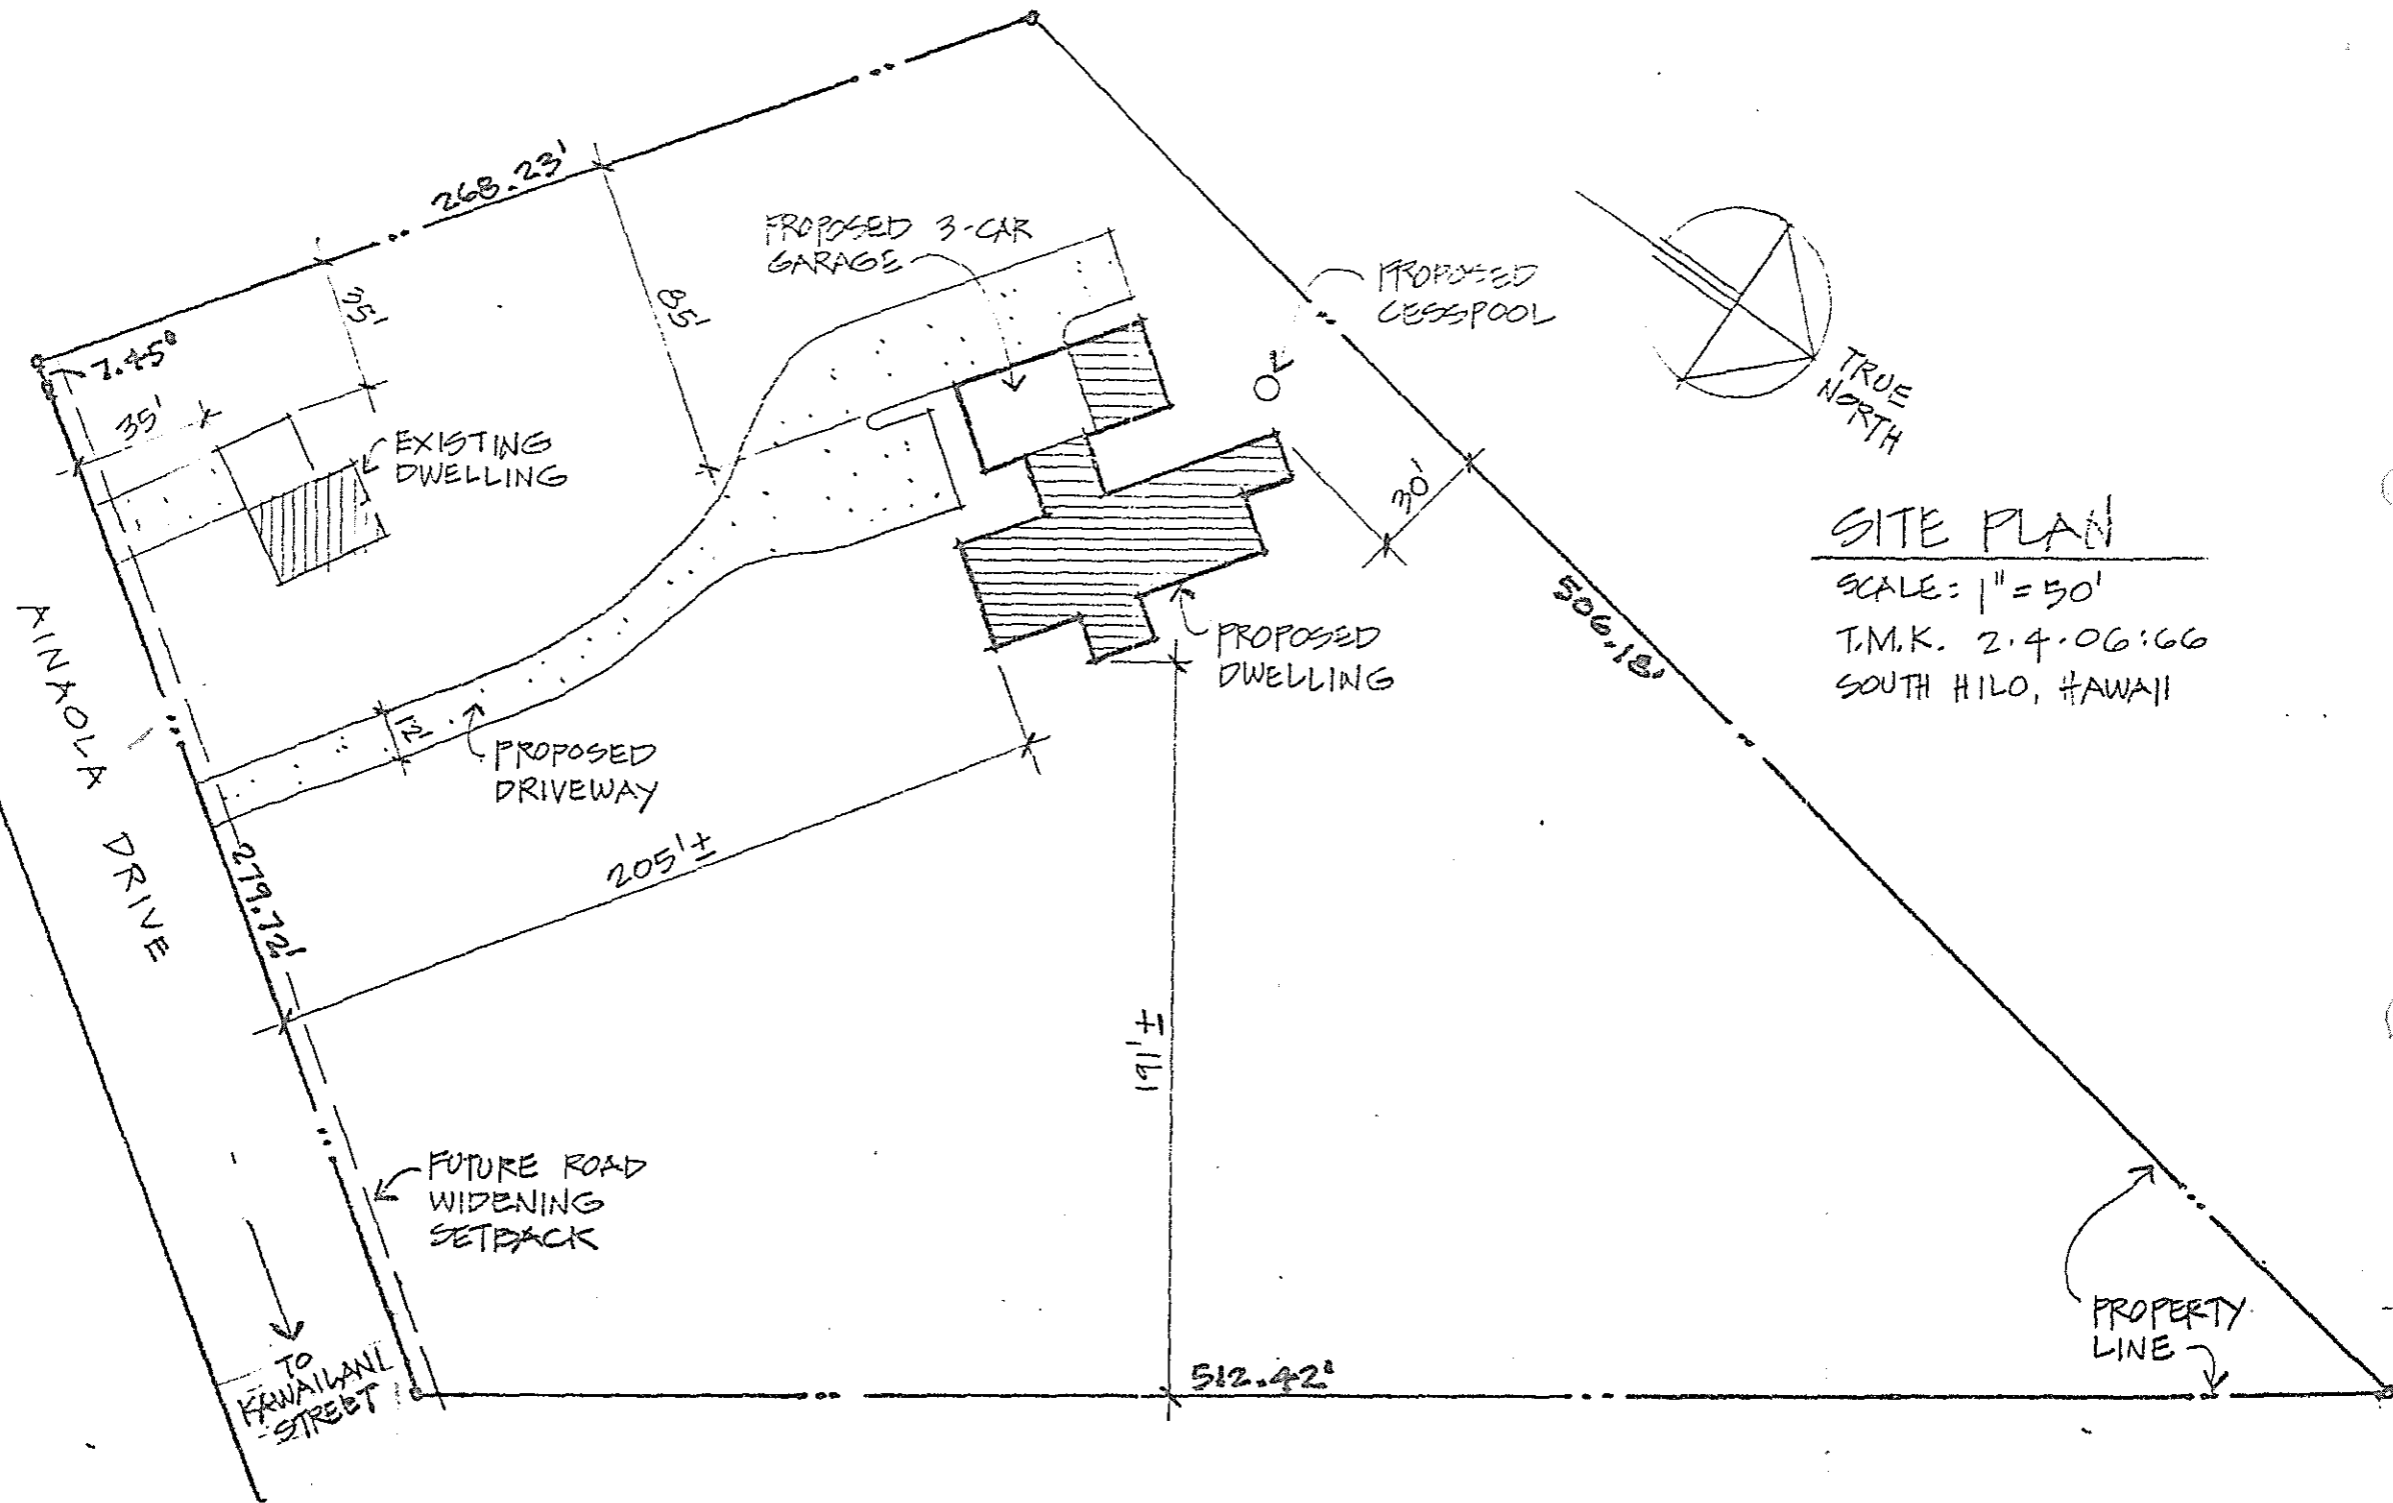 268.23'
7.45'
35'
35'
85'
PROPOSED 3-CAR
GARAGE
PROPOSED
CESSPOOL
TRUE
NORTH
EXISTING
DWELLING
30'
SITE PLAN
SCALE: 1" = 50'
T.M.K. 2.4.06:66
SOUTH HILO, HAWAII
506.18'
PROPOSED
DWELLING
12'
PROPOSED
DRIVEWAY
AINAOLA DRIVE
279.72'
205'±
191'±
FUTURE ROAD
WIDENING
SETBACK
TO
KAWAILANI
STREET
512.42'
PROPERTY
LINE